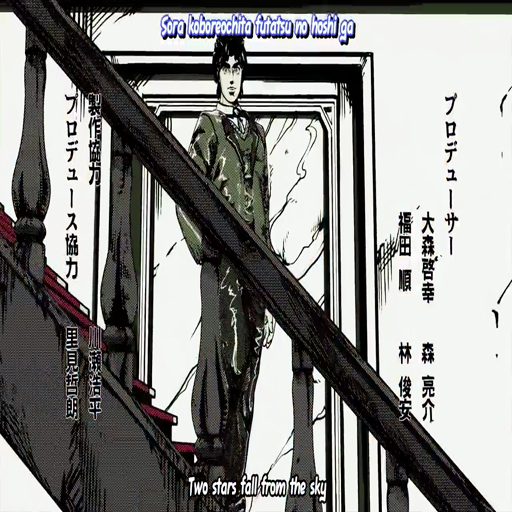 Sora koboreochita futatsu no hoshi ga
プロデューサー
大森啓幸　森 亮介
福田 順　林 俊安
製作協力
プロデュース協力
川瀬浩平
里見哲朗
Two stars fall from the sky